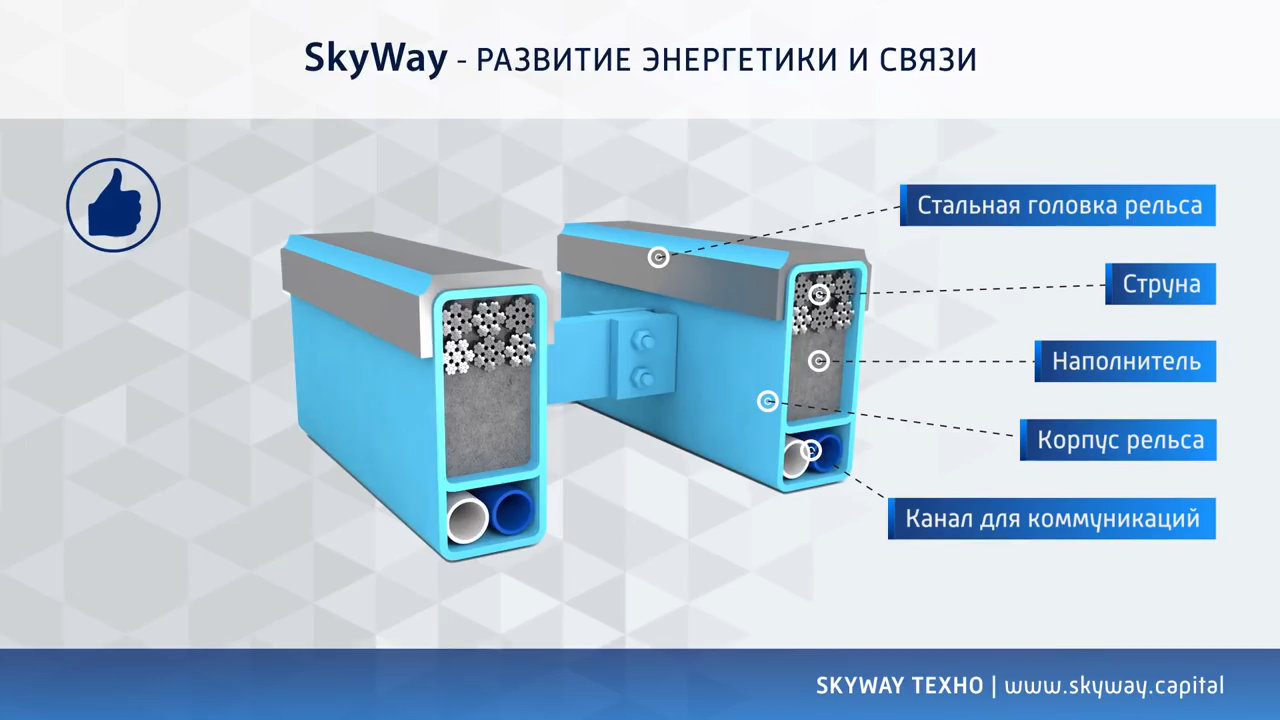 SkyWay - РАЗВИТИЕ ЭНЕРГЕТИКИ И СВЯЗИ
Стальная головка рельса
Струна
Наполнитель
Корпус рельса
Канал для коммуникаций
SKYWAY ТЕХНО | www.skyway.capital